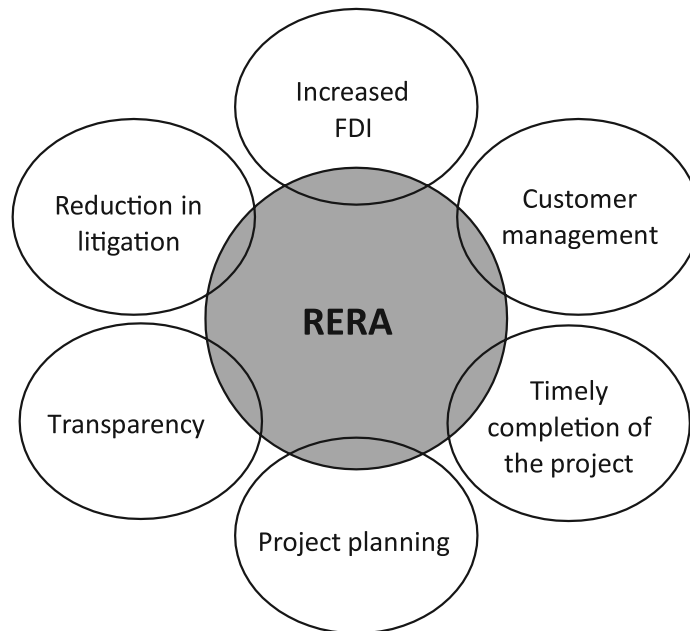 Increased
FDI
Reduction in
litigation
Customer
management
RERA
Transparency
Timely
completion of
the project
Project planning